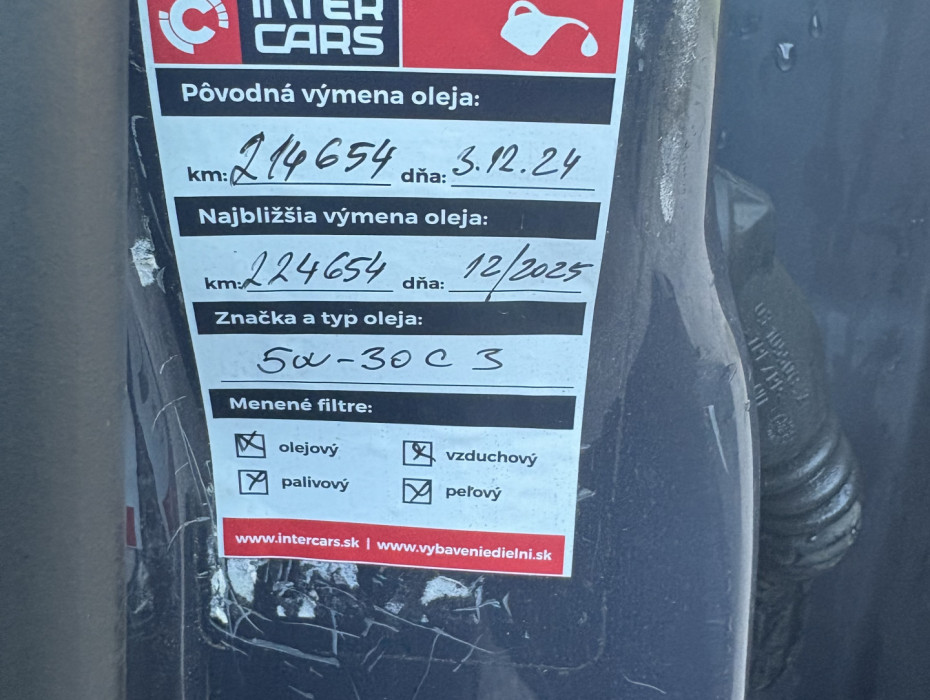 INTER
CARS
Pôvodná výmena oleja:
km: 214654 dňa: 3.12.24
Najbližšia výmena oleja:
km: 224654 dňa: 12/2025
Značka a typ oleja:
5w-30 C 3
Menené filtre:
olejový vzduchový
palivový peľový
www.intercars.sk | www.vybaveniedielni.sk